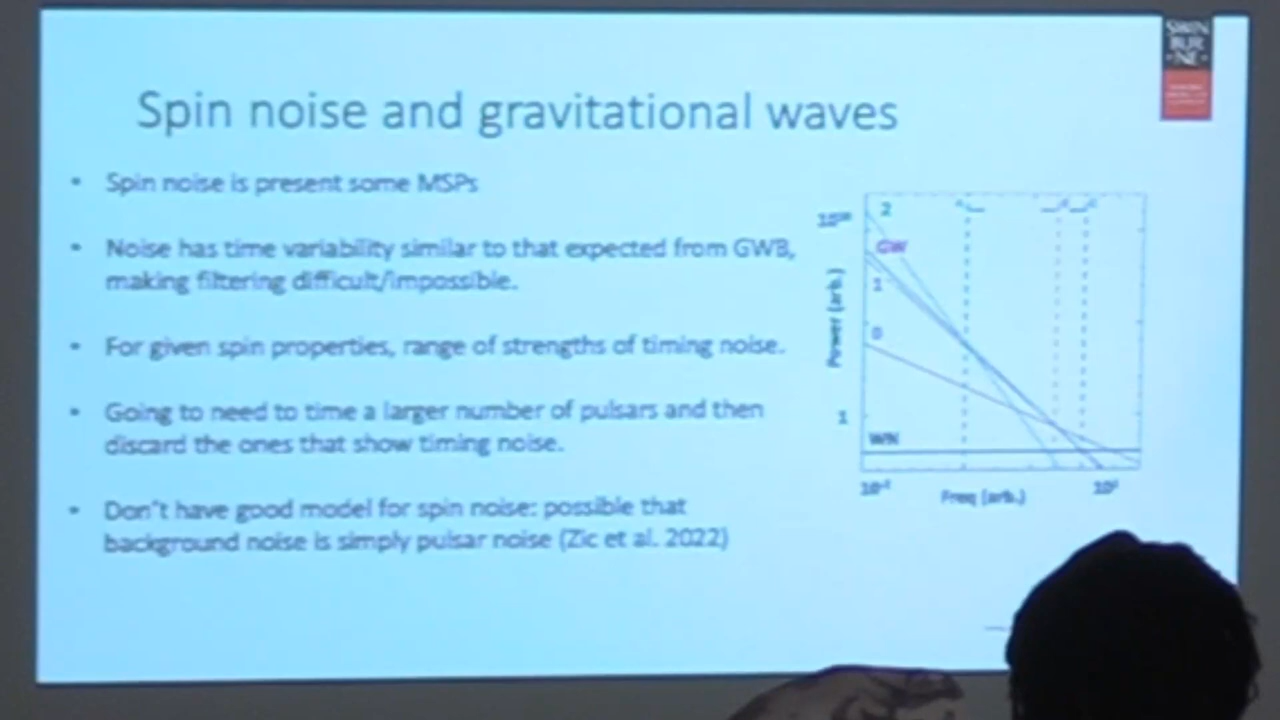 Spin noise and gravitational waves
SWIN
BUR
• NE •
• Spin noise is present some MSPs
• Noise has time variability similar to that expected from GWB,
making filtering difficult/impossible.
• For given spin properties, range of strengths of timing noise.
• Going to need to time a larger number of pulsars and then
discard the ones that show timing noise.
• Don't have good model for spin noise: possible that
background noise is simply pulsar noise (Zic et al. 2022)
2
GW
1
0
Power (arb.)
1
WN
Freq (arb.)